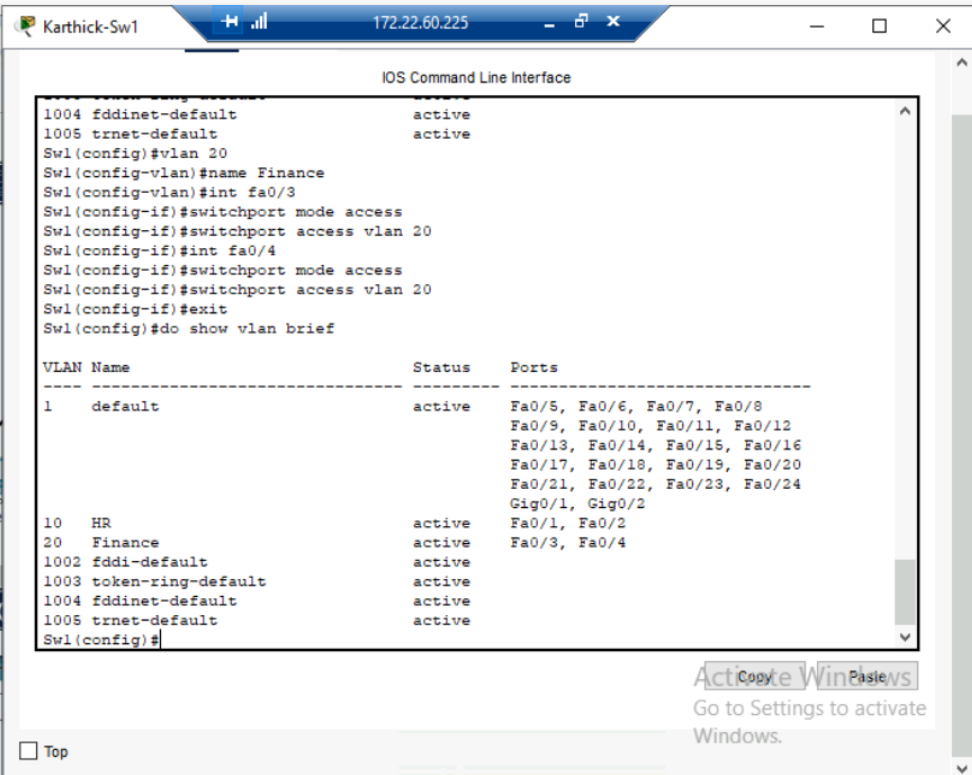 Karthick-Sw1
172.22.60.225
IOS Command Line Interface
1004 fddinet-default active
1005 trnet-default active
Sw1(config)#vlan 20
Sw1(config-vlan)#name Finance
Sw1(config-vlan)#int fa0/3
Sw1(config-if)#switchport mode access
Sw1(config-if)#switchport access vlan 20
Sw1(config-if)#int fa0/4
Sw1(config-if)#switchport mode access
Sw1(config-if)#switchport access vlan 20
Sw1(config-if)#exit
Sw1(config)#do show vlan brief
VLAN Name Status Ports
---- -------------------------------- --------- -------------------------------
1 default active Fa0/5, Fa0/6, Fa0/7, Fa0/8
Fa0/9, Fa0/10, Fa0/11, Fa0/12
Fa0/13, Fa0/14, Fa0/15, Fa0/16
Fa0/17, Fa0/18, Fa0/19, Fa0/20
Fa0/21, Fa0/22, Fa0/23, Fa0/24
Gig0/1, Gig0/2
10 HR active Fa0/1, Fa0/2
20 Finance active Fa0/3, Fa0/4
1002 fddi-default active
1003 token-ring-default active
1004 fddinet-default active
1005 trnet-default active
Sw1(config)#
Copy Paste
Activate Windows
Go to Settings to activate
Windows.
Top